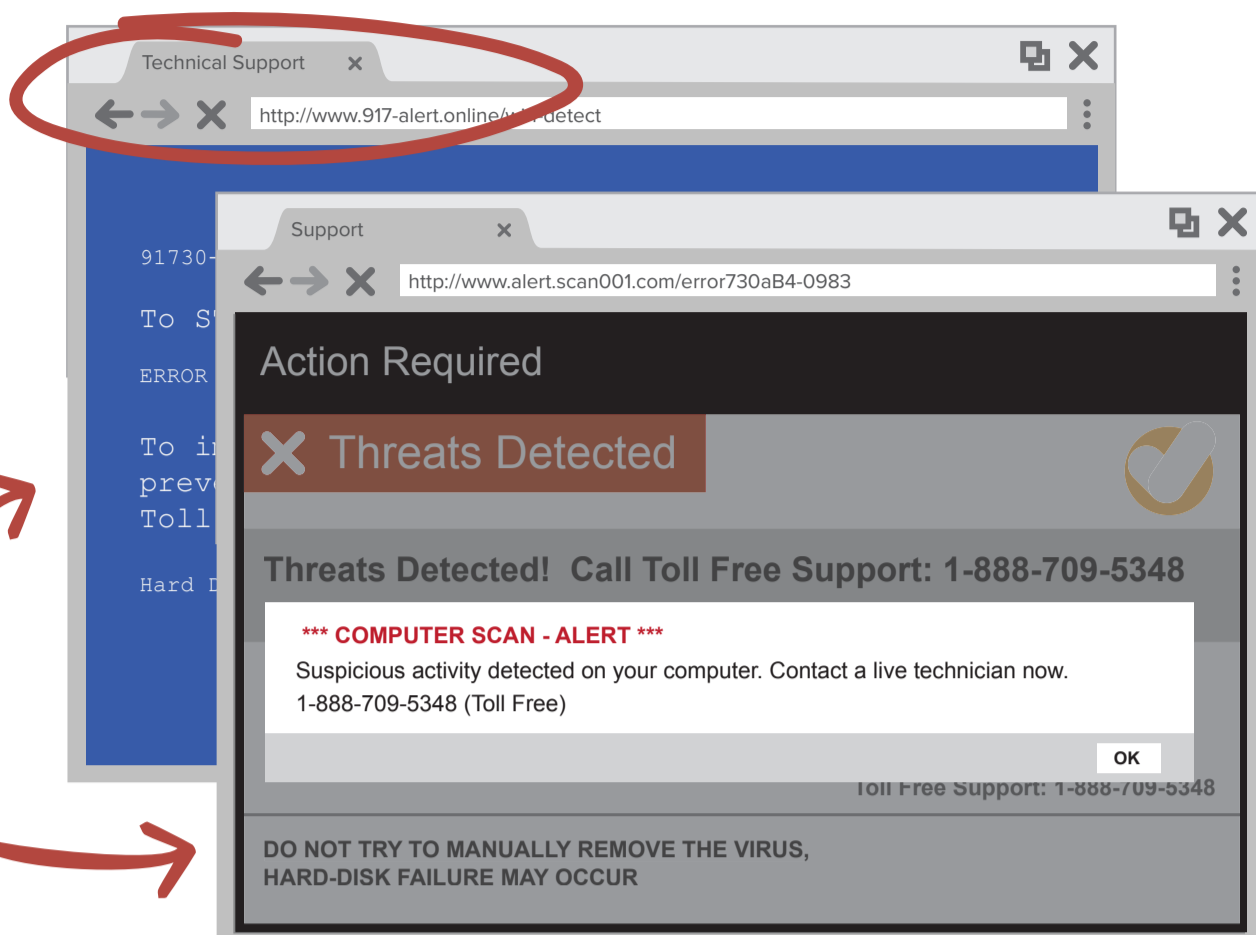 Technical Support
http://www.917-alert.online/ detect
91730-
To
ERROR
To
Toll
Hard
Support
http://www.alert.scan001.com/error730aB4-0983
Action Required
Threats Detected
Threats Detected! Call Toll Free Support: 1-888-709-5348
*** COMPUTER SCAN - ALERT ***
Suspicious activity detected on your computer. Contact a live technician now.
1-888-709-5348 (Toll Free)
OK
Toll Free Support: 1-888-709-5348
DO NOT TRY TO MANUALLY REMOVE THE VIRUS,
HARD-DISK FAILURE MAY OCCUR